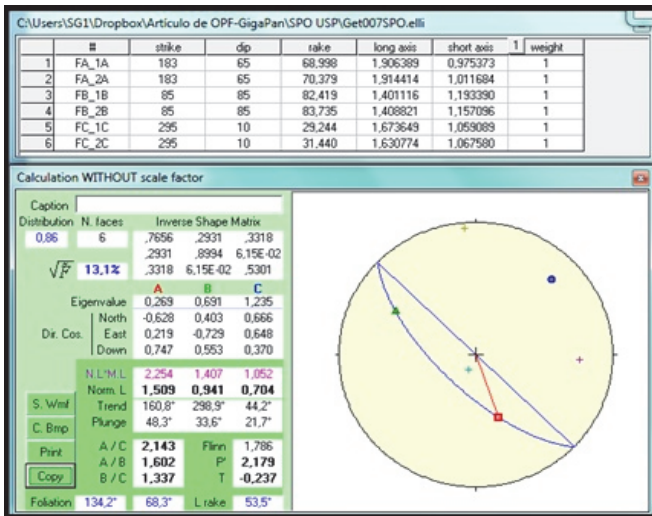 C:\Users\SG1\Dropbox\Artículo de OPF-GigaPan\SPO USP\Get007SPO.elli
# strike dip rake long axis short axis 1 weight
1 FA_1A 183 65 68,998 1,906389 0,975373 1
2 FA_2A 183 65 70,379 1,914414 1,011684 1
3 FB_1B 85 85 82,419 1,401116 1,193390 1
4 FB_2B 85 85 83,735 1,408821 1,157096 1
5 FC_1C 295 10 29,244 1,673649 1,059089 1
6 FC_2C 295 10 31,440 1,630774 1,067580 1
Calculation WITHOUT scale factor
Caption
Distribution N. faces Inverse Shape Matrix
0,86 6 ,7656 ,2931 ,3318
,2931 ,8994 6,15E-02
13,1% ,3318 6,15E-02 ,5301
A B C
Eigenvalue 0,269 0,691 1,235
North -0,628 0,403 0,666
Dir. Cos. East 0,219 -0,729 0,648
Down 0,747 0,553 0,370
N.L*M.L 2,254 1,407 1,052
Norm. L 1,509 0,941 0,704
S. Wmf Trend 160,8° 298,9° 44,2°
C. Bmp Plunge 48,3° 33,6° 21,7°
Print A / C 2,143 Flinn 1,786
A / B 1,602 P' 2,179
Copy B / C 1,337 T -0,237
Foliation 134,2° 68,3° L rake 53,5°